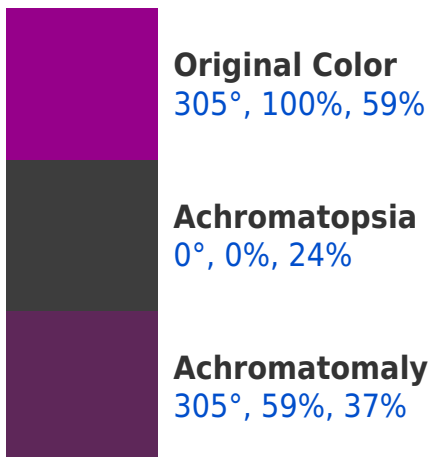 Original Color
305°, 100%, 59%
Achromatopsia
0°, 0%, 24%
Achromatomaly
305°, 59%, 37%